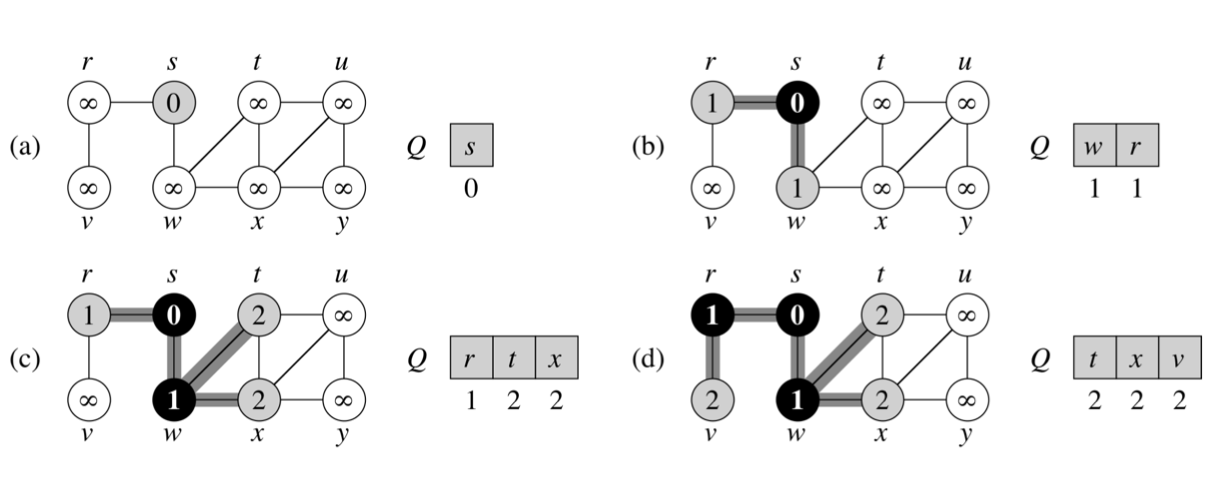 r s t u r s t u
(a) ∞ 0 ∞ ∞ Q s (b) 1 0 ∞ ∞ Q w r
∞ ∞ ∞ ∞ 0 ∞ 1 ∞ ∞ 1 1
v w x y v w x y
r s t u r s t u
(c) 1 0 2 ∞ Q r t x (d) 1 0 2 ∞ Q t x v
∞ 1 2 ∞ 1 2 2 2 1 2 ∞ 2 2 2
v w x y v w x y